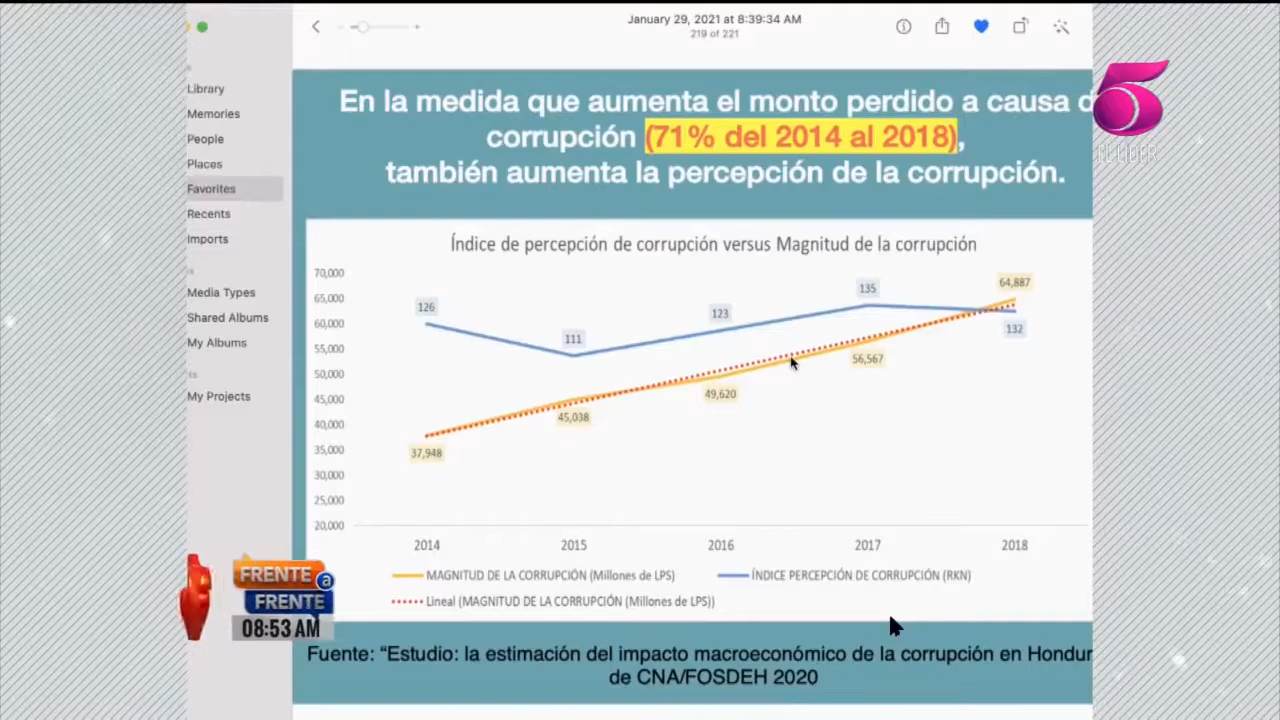 January 29, 2021 at 8:39:34 AM
219 of 221
Library
Memories
People
Places
Favorites
Recents
Imports
Media Types
Shared Albums
My Albums
My Projects
5
EL LIDER
En la medida que aumenta el monto perdido a causa d
corrupción (71% del 2014 al 2018),
también aumenta la percepción de la corrupción.
Índice de percepción de corrupción versus Magnitud de la corrupción
70,000
65,000
60,000
55,000
50,000
45,000
40,000
35,000
30,000
25,000
20,000
126
111
123
135
132
37,948
45,038
49,620
56,567
64,887
2014
2015
2016
2017
2018
MAGNITUD DE LA CORRUPCIÓN (Millones de LPS)
ÍNDICE PERCEPCIÓN DE CORRUPCIÓN (RKN)
Lineal (MAGNITUD DE LA CORRUPCIÓN (Millones de LPS))
FRENTE a
FRENTE
08:53 AM
Fuente: “Estudio: la estimación del impacto macroeconómico de la corrupción en Hondur
de CNA/FOSDEH 2020